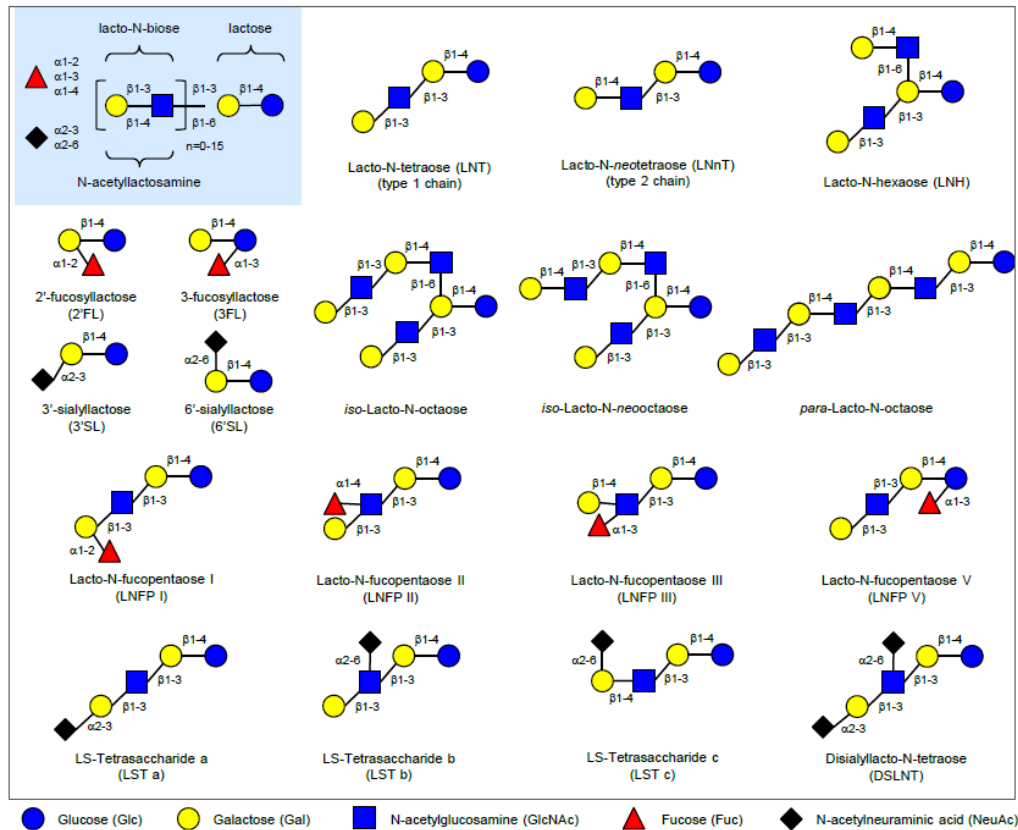 lacto-N-biose
lactose
α1-2
α1-3
α1-4
β1-3
β1-3
β1-4
β1-4
β1-6
α2-3
α2-6
n=0-15
N-acetyllactosamine
β1-4
β1-3
β1-3
Lacto-N-tetraose (LNT)
(type 1 chain)
β1-4
β1-4
β1-3
Lacto-N-neotetraose (LNnT)
(type 2 chain)
β1-4
β1-6
β1-4
β1-3
β1-3
Lacto-N-hexaose (LNH)
β1-4
α1-2
2'-fucosyllactose
(2'FL)
β1-4
α1-3
3-fucosyllactose
(3FL)
β1-4
α2-3
3'-sialyllactose
(3'SL)
α2-6
β1-4
6'-sialyllactose
(6'SL)
β1-4
β1-3
β1-6
β1-4
β1-3
β1-3
β1-3
iso-Lacto-N-octaose
β1-4
β1-4
β1-3
β1-6
β1-4
β1-3
β1-3
iso-Lacto-N-neooctaose
β1-4
β1-4
β1-3
β1-4
β1-3
β1-3
para-Lacto-N-octaose
β1-4
β1-3
β1-3
α1-2
Lacto-N-fucopentaose I
(LNFP I)
β1-4
α1-4
β1-3
β1-3
Lacto-N-fucopentaose II
(LNFP II)
β1-4
β1-4
β1-3
α1-3
Lacto-N-fucopentaose III
(LNFP III)
β1-4
α1-3
β1-3
β1-3
Lacto-N-fucopentaose V
(LNFP V)
β1-4
β1-3
β1-3
α2-3
LS-Tetrasaccharide a
(LST a)
β1-4
α2-6
β1-3
β1-3
LS-Tetrasaccharide b
(LST b)
β1-4
α2-6
β1-3
β1-4
LS-Tetrasaccharide c
(LST c)
β1-4
α2-6
β1-3
β1-3
α2-3
Disialyllacto-N-tetraose
(DSLNT)
Glucose (Glc)
Galactose (Gal)
N-acetylglucosamine (GlcNAc)
Fucose (Fuc)
N-acetylneuraminic acid (NeuAc)